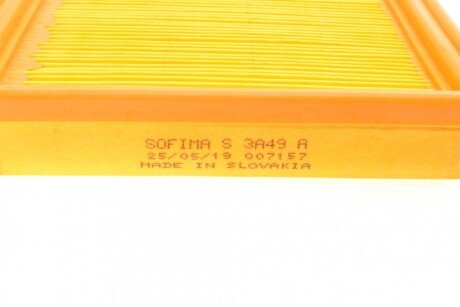 SOFIMA S 3A49 A
25/05/19 007157
MADE IN SLOVAKIA